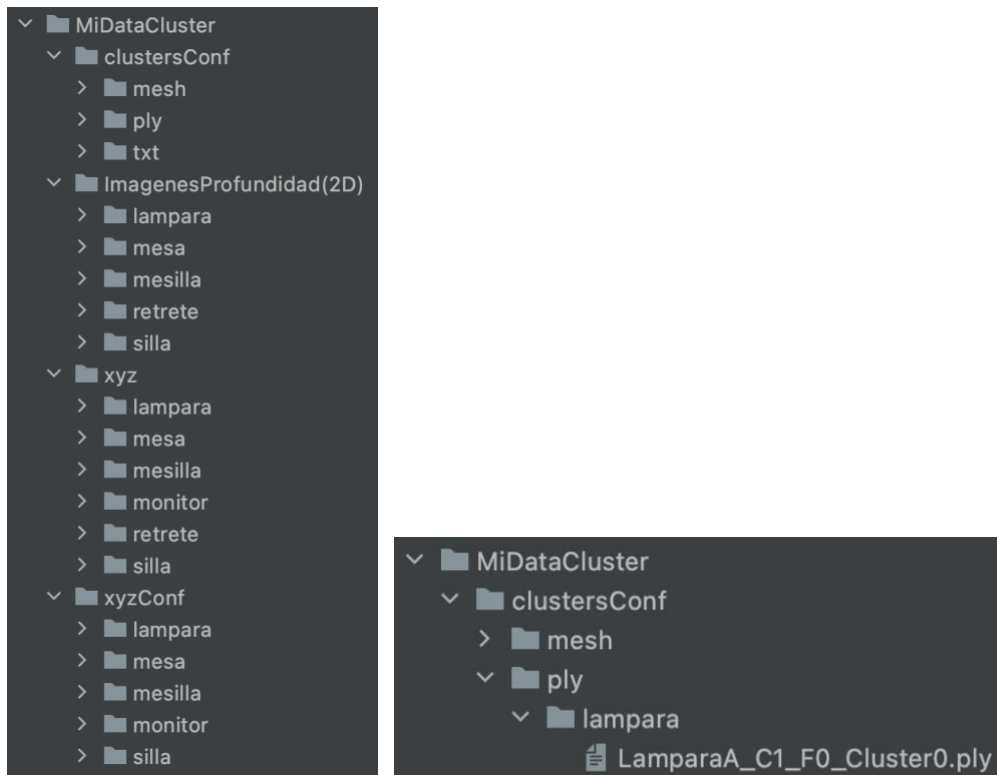 MiDataCluster
clustersConf
mesh
ply
txt
ImagenesProfundidad(2D)
lampara
mesa
mesilla
retrete
silla
xyz
lampara
mesa
mesilla
monitor
retrete
silla
xyzConf
lampara
mesa
mesilla
monitor
silla
MiDataCluster
clustersConf
mesh
ply
lampara
LamparaA_C1_F0_Cluster0.ply